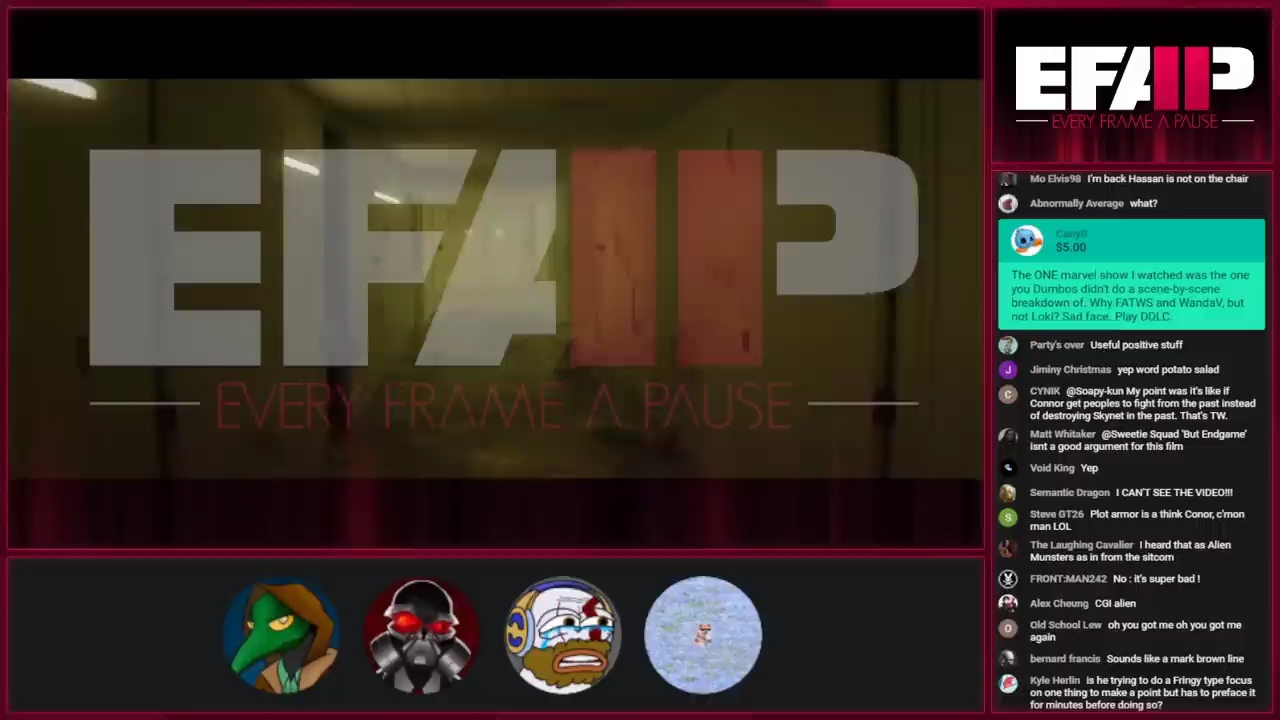 EFAP
EVERY FRAME A PAUSE
EFAP
EVERY FRAME A PAUSE
Mo Elvis98 I'm back Hassan is not on the chair
Abnormally Average what?
$5.00
The ONE marvel show I watched was the one
you Dumbos didn't do a scene-by-scene
breakdown of. Why FATWS and WandaV, but
not Loki? Sad face. Play DDLC.
Party's over Useful positive stuff
J
Jiminy Christmas yep word potato salad
C
CYNIK @Soapy-kun My point was it's like if
Connor get peoples to fight from the past instead
of destroying Skynet in the past. That's TW.
Matt Whitaker @Sweetie Squad 'But Endgame'
isnt a good argument for this film
Void King Yep
Semantic Dragon I CAN'T SEE THE VIDEO!!!
S
Steve GT26 Plot armor is a think Conor, c'mon
man LOL
The Laughing Cavalier I heard that as Alien
Munsters as in from the sitcom
FRONT:MAN242 No : it's super bad !
Alex Cheung CGI alien
O
Old School Lew oh you got me oh you got me
again
bernard francis Sounds like a mark brown line
Kyle Herlin is he trying to do a Fringy type focus
on one thing to make a point but has to preface it
for minutes before doing so?